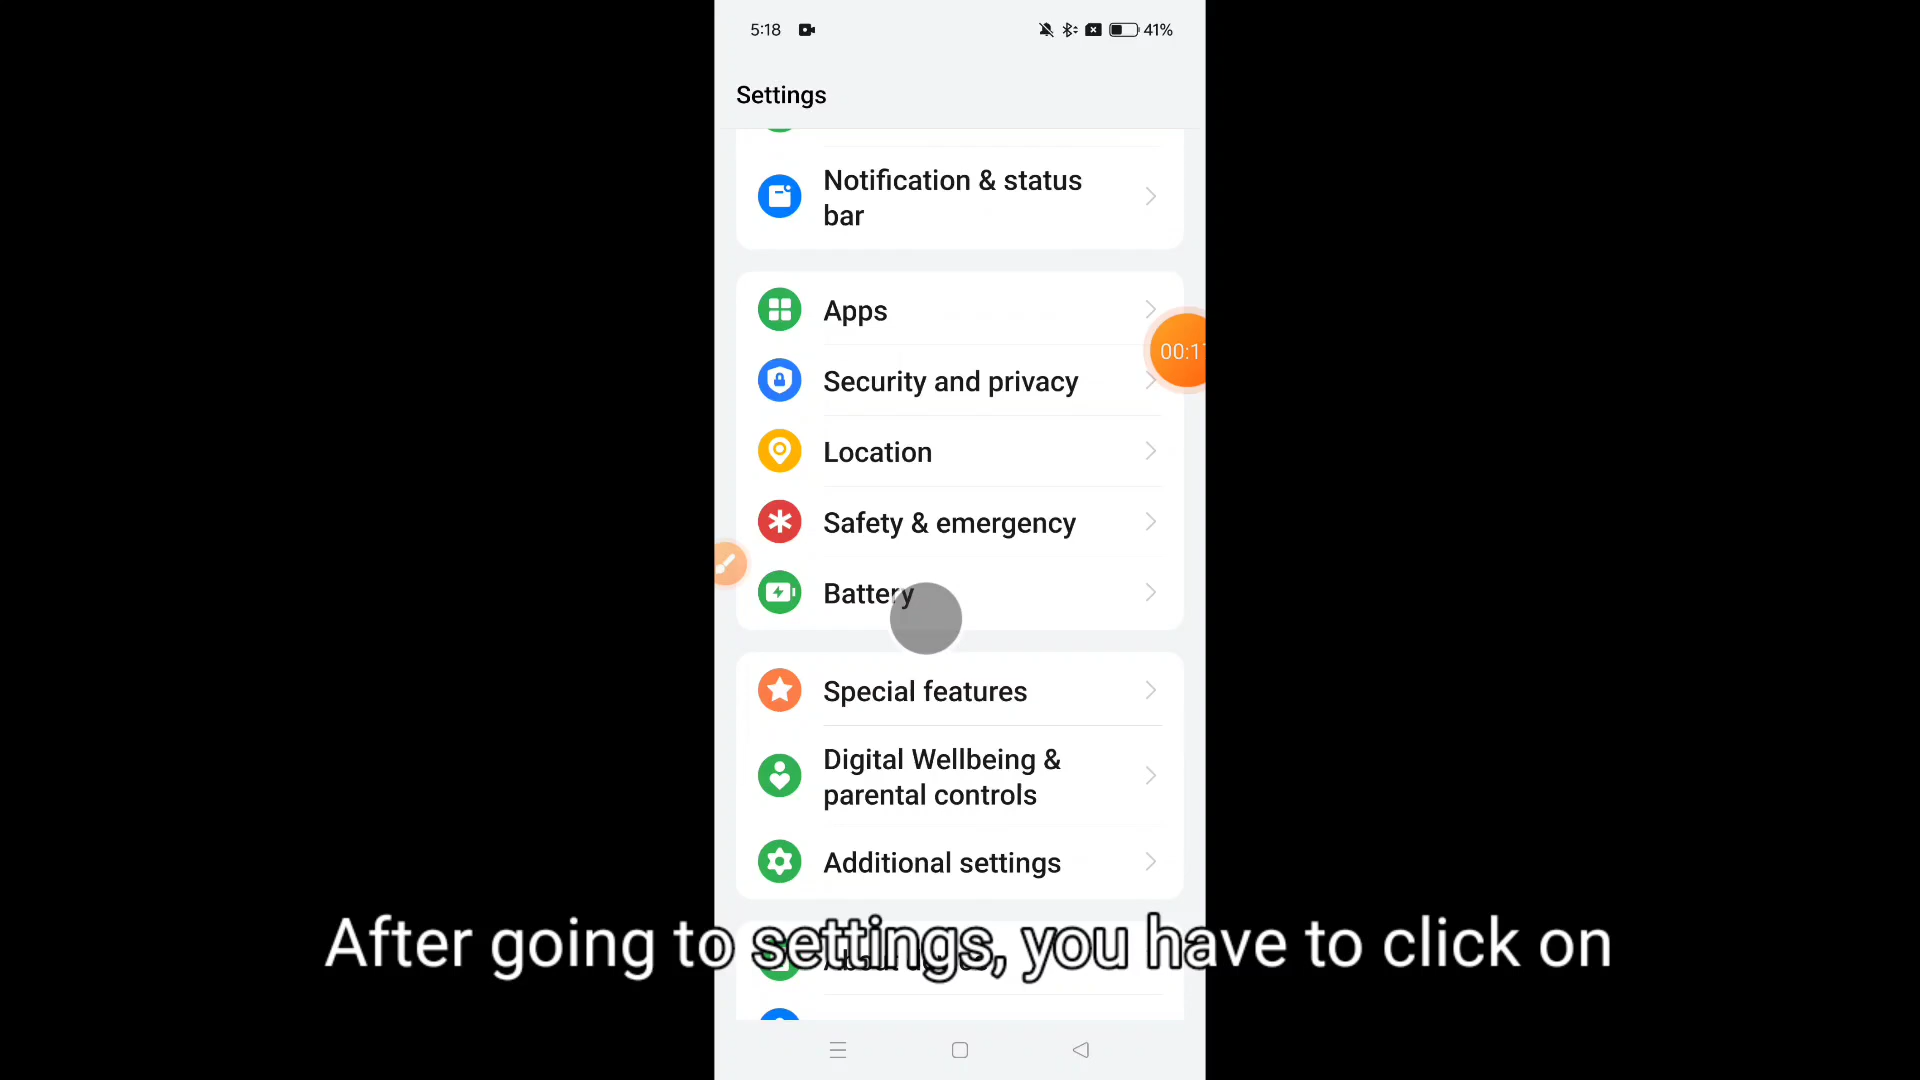 5:18
41%
Settings
Notification & status
bar
Apps
00:1
Security and privacy
Location
Safety & emergency
Battery
Special features
Digital Wellbeing &
parental controls
Additional settings
After going to settings, you have to click on